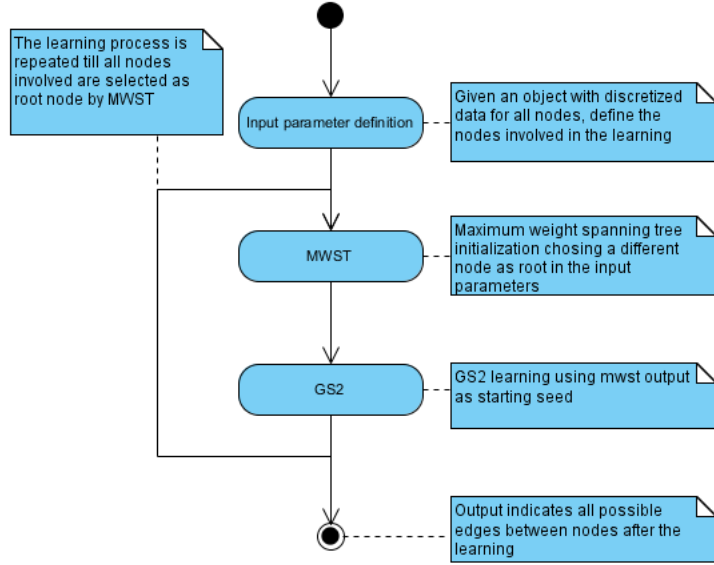 The learning process is
repeated till all nodes
involved are selected as
root node by MWST
Input parameter definition
Given an object with discretized
data for all nodes, define the
nodes involved in the learning
MWST
Maximum weight spanning tree
initialization chosing a different
node as root in the input
parameters
GS2
GS2 learning using mwst output
as starting seed
Output indicates all possible
edges between nodes after the
learning